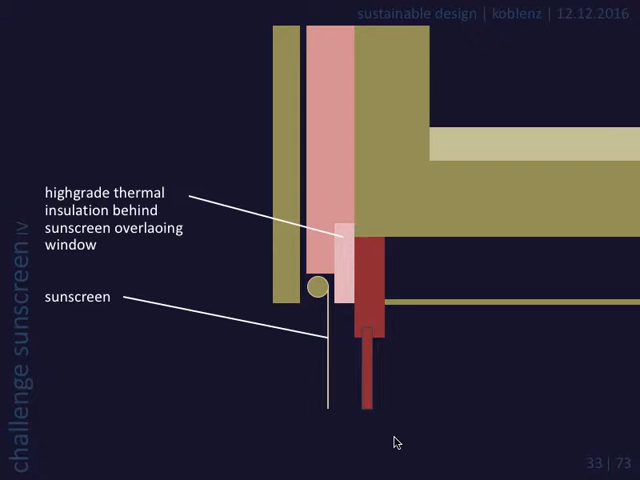 sustainable design | koblenz | 12.12.2016
highgrade thermal
insulation behind
sunscreen overlaoing
window
sunscreen
challenge sunscreen IV
33 | 73